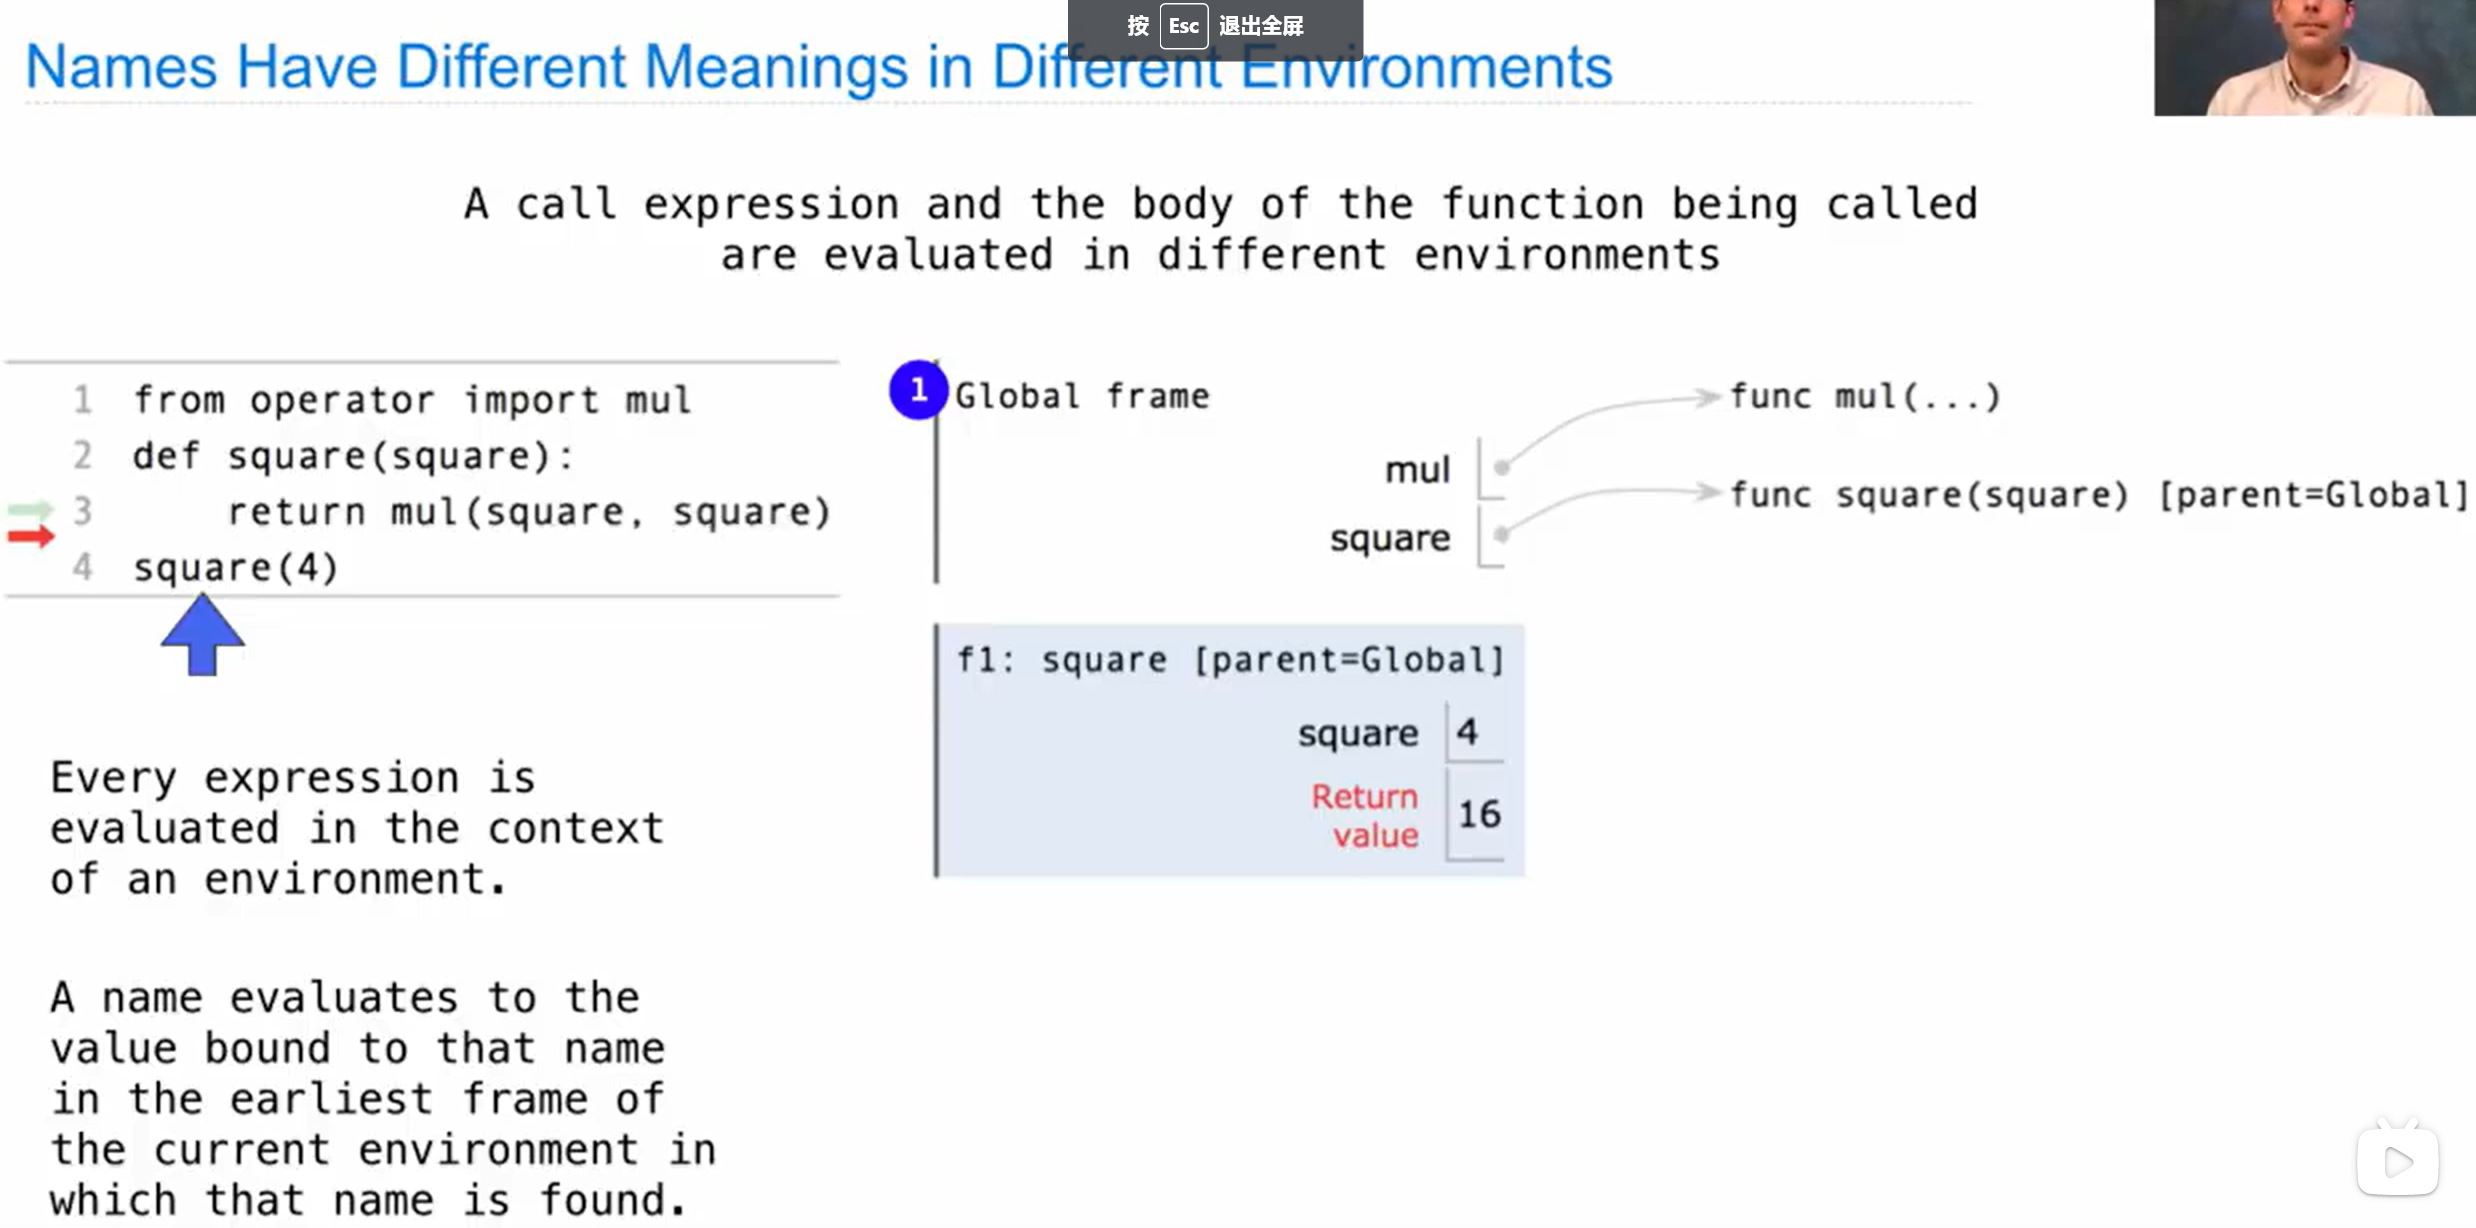 按 Esc 退出全屏
Names Have Different Meanings in Different Environments
A call expression and the body of the function being called
are evaluated in different environments
1 from operator import mul
2 def square(square):
3 return mul(square, square)
4 square(4)
Every expression is
evaluated in the context
of an environment.
A name evaluates to the
value bound to that name
in the earliest frame of
the current environment in
which that name is found.
1 Global frame
mul
square
func mul(...)
func square(square) [parent=Global]
f1: square [parent=Global]
square 4
Return
value 16